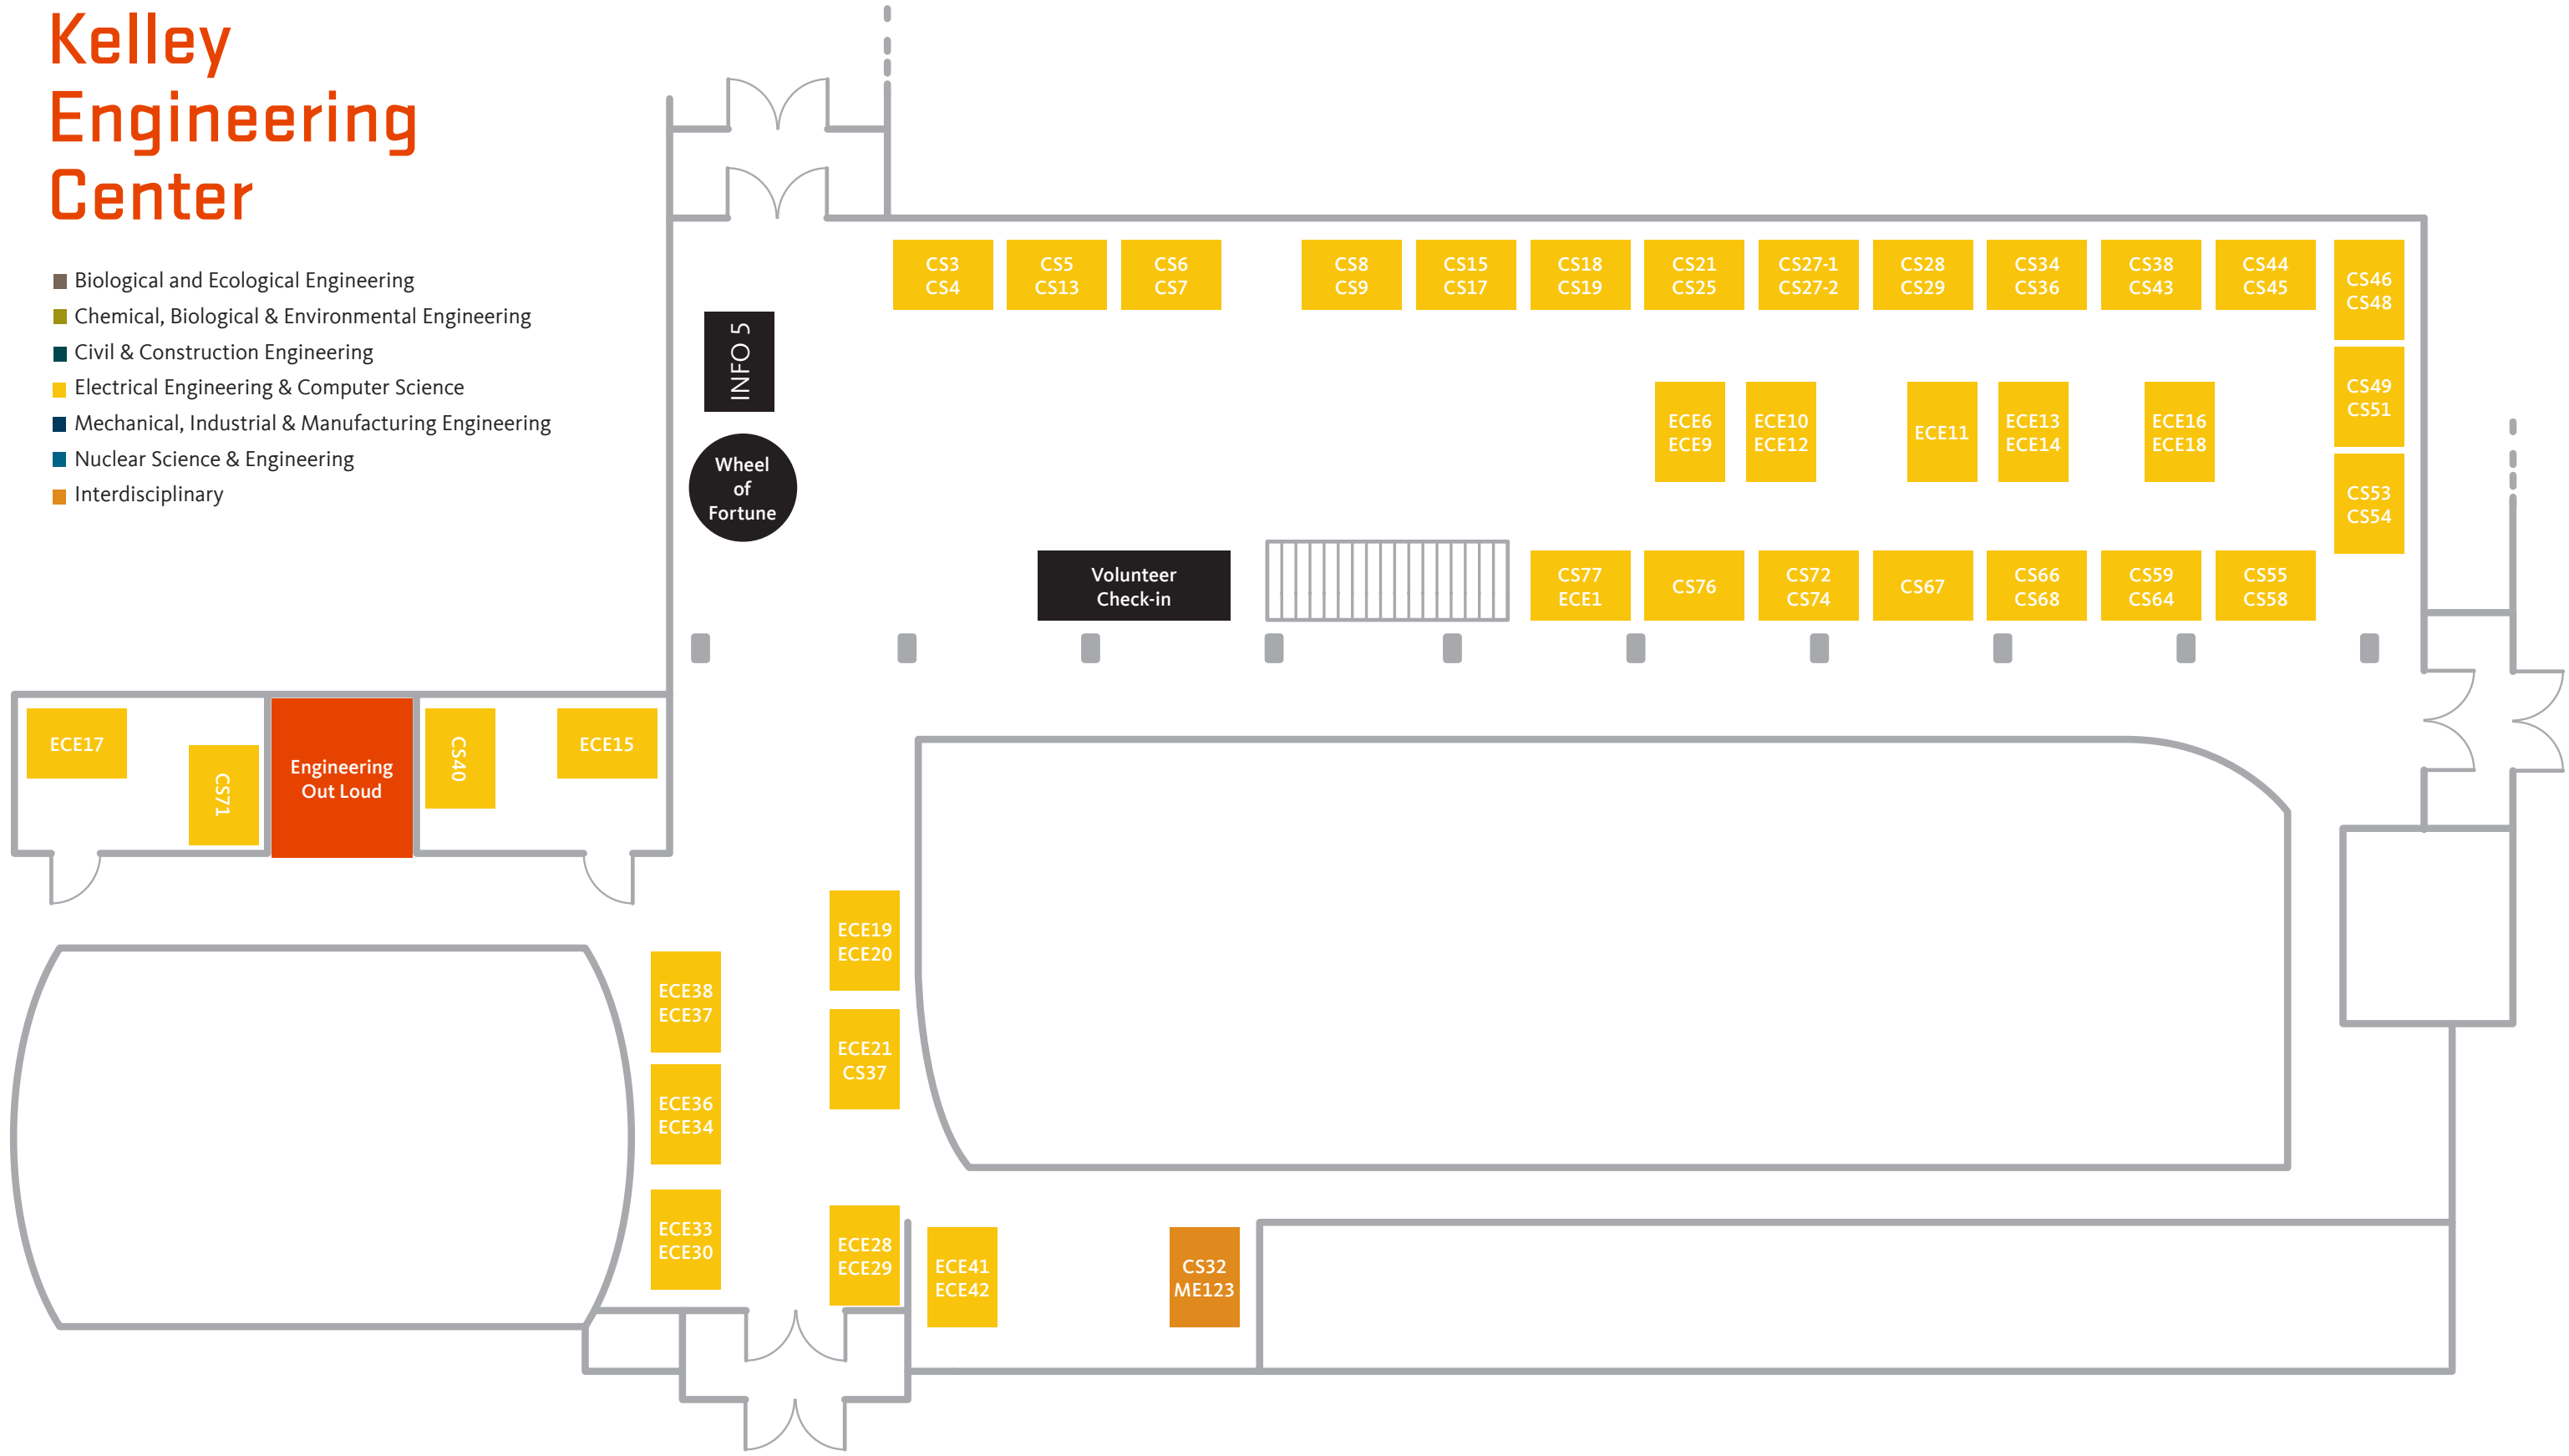 Kelley
Engineering
Center
Biological and Ecological Engineering
Chemical, Biological & Environmental Engineering
Civil & Construction Engineering
Electrical Engineering & Computer Science
Mechanical, Industrial & Manufacturing Engineering
Nuclear Science & Engineering
Interdisciplinary
CS3
CS4
CS5
CS13
CS6
CS7
CS8
CS9
CS15
CS17
CS18
CS19
CS21
CS25
CS27-1
CS27-2
CS28
CS29
CS34
CS36
CS38
CS43
CS44
CS45
CS46
CS48
CS49
CS51
CS53
CS54
INFO 5
Wheel
of
Fortune
ECE6
ECE9
ECE10
ECE12
ECE11
ECE13
ECE14
ECE16
ECE18
Volunteer
Check-in
CS77
ECE1
CS76
CS72
CS74
CS67
CS66
CS68
CS59
CS64
CS55
CS58
ECE17
CS71
Engineering
Out Loud
CS40
ECE15
ECE19
ECE20
ECE38
ECE37
ECE21
CS37
ECE36
ECE34
ECE33
ECE30
ECE28
ECE29
ECE41
ECE42
CS32
ME123